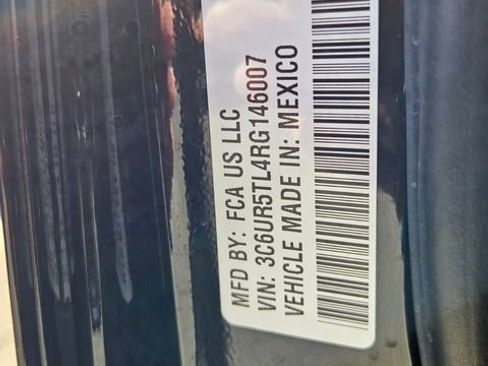 MFD BY: FCA US LLC
VIN: 3C6UR5TL4RG146007
VEHICLE MADE IN: MEXICO